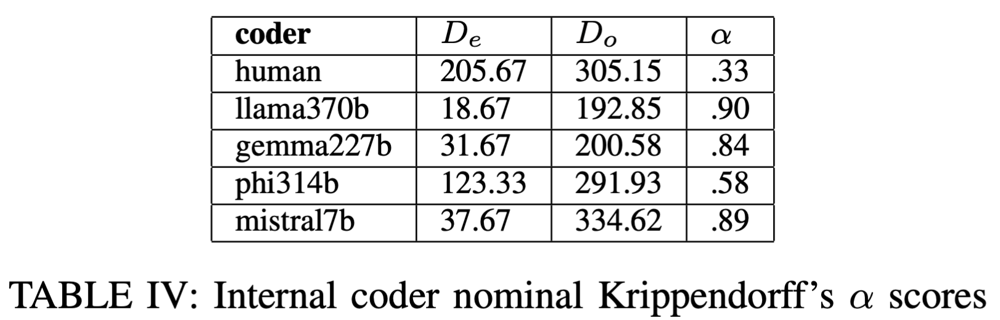 coder D_e D_o α
human 205.67 305.15 .33
llama370b 18.67 192.85 .90
gemma227b 31.67 200.58 .84
phi314b 123.33 291.93 .58
mistral7b 37.67 334.62 .89
TABLE IV: Internal coder nominal Krippendorff’s α scores